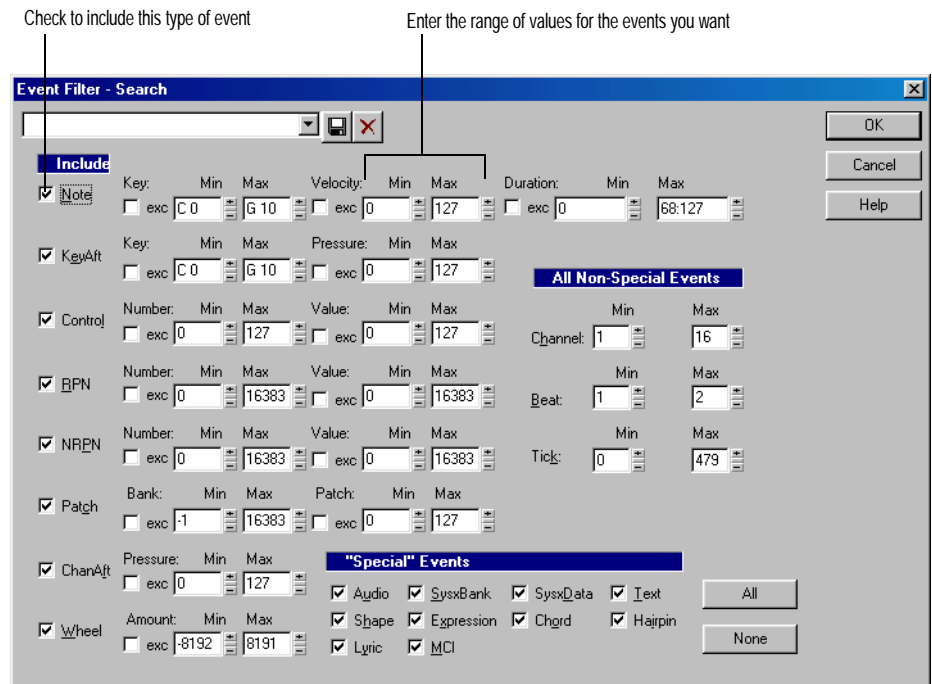 Check to include this type of event
Enter the range of values for the events you want
Event Filter - Search
OK
Include
Cancel
Key: Min Max Velocity: Min Max Duration: Min Max
Note exc C 0 G 10 exc 0 127 exc 0 68:127
Help
Key: Min Max Pressure: Min Max
KeyAft exc C 0 G 10 exc 0 127
All Non-Special Events
Number: Min Max Value: Min Max
Control exc 0 127 exc 0 127
Min Max
Channel: 1 16
Number: Min Max Value: Min Max
RPN exc 0 16383 exc 0 16383
Min Max
Beat: 1 2
Number: Min Max Value: Min Max
NRPN exc 0 16383 exc 0 16383
Min Max
Tick: 0 479
Bank: Min Max Patch: Min Max
Patch exc -1 16383 exc 0 127
Pressure: Min Max
ChanAft exc 0 127
"Special" Events
Audio SysxBank SysxData Text All
Amount: Min Max
Wheel exc -8192 8191
Shape Expression Chord Hairpin
Lyric MCI None